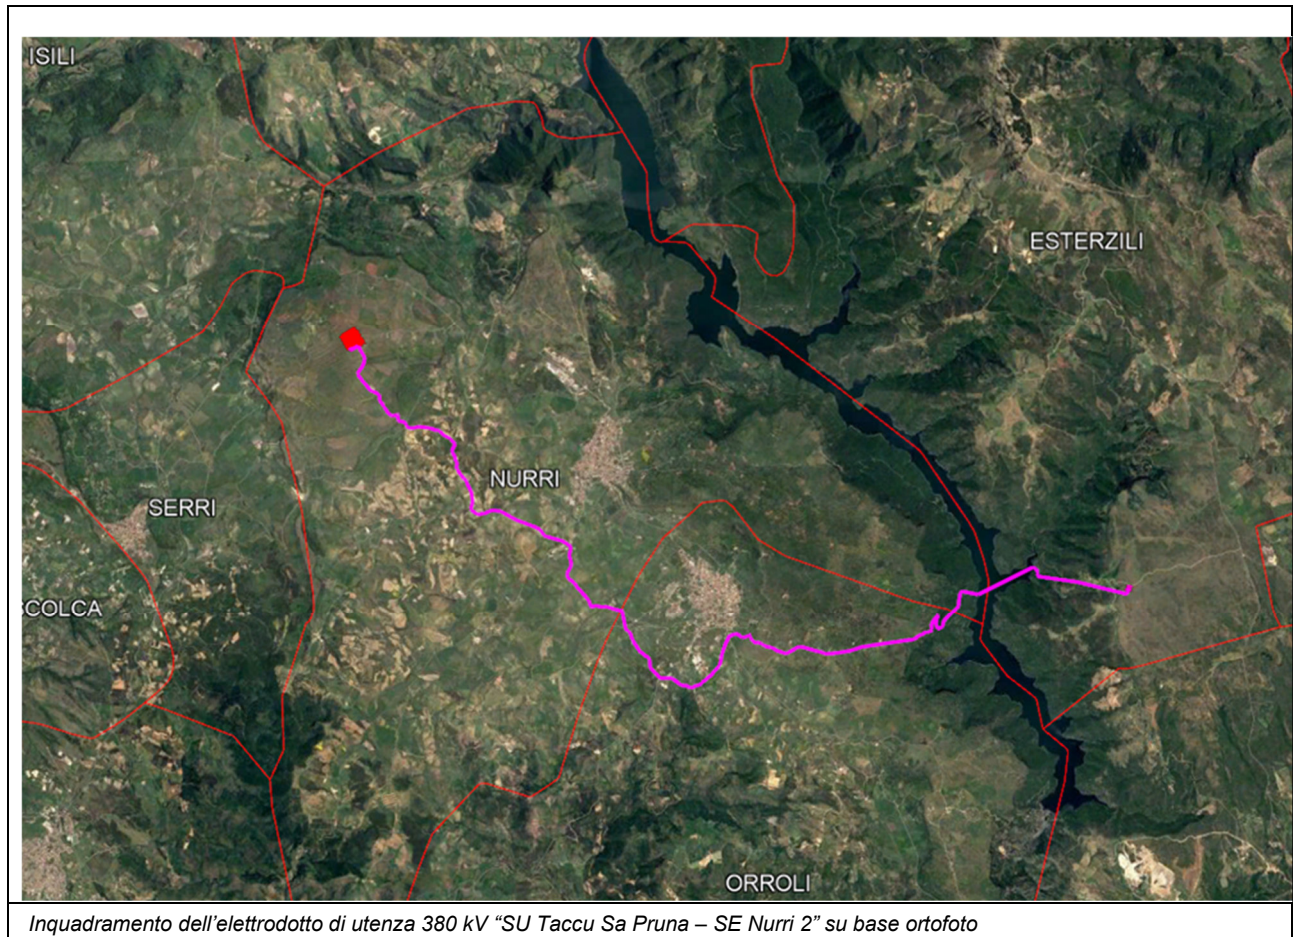 ISILI
ESTERZILI
NURRI
SERRI
SCOLCA
ORROLI
Inquadramento dell'elettrodotto di utenza 380 kV “SU Taccu Sa Pruna – SE Nurri 2” su base ortofoto